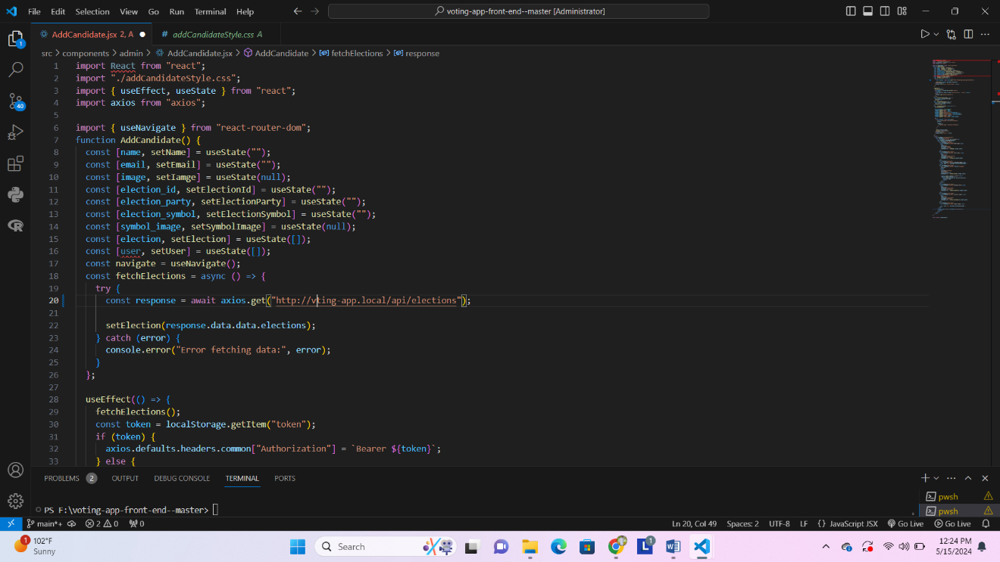 File Edit Selection View Go Run Terminal Help
voting-app-front-end--master [Administrator]
AddCandidate.jsx 2, A
# addCandidateStyle.css A
src > components > admin > AddCandidate.jsx > AddCandidate > fetchElections > response
1 import React from "react";
2 import "./addCandidateStyle.css";
3 import { useEffect, useState } from "react";
4 import axios from "axios";
5
6 import { useNavigate } from "react-router-dom";
7 function AddCandidate() {
8 const [name, setName] = useState("");
9 const [email, setEmail] = useState("");
10 const [image, setIamge] = useState(null);
11 const [election_id, setElectionId] = useState("");
12 const [election_party, setElectionParty] = useState("");
13 const [election_symbol, setElectionSymbol] = useState("");
14 const [symbol_image, setSymbolImage] = useState(null);
15 const [election, setElection] = useState([]);
16 const [user, setUser] = useState([]);
17 const navigate = useNavigate();
18 const fetchElections = async () => {
19 try {
20 const response = await axios.get("http://vting-app.local/api/elections");
21
22 setElection(response.data.data.elections);
23 } catch (error) {
24 console.error("Error fetching data:", error);
25 }
26 };
27
28 useEffect(() => {
29 fetchElections();
30 const token = localStorage.getItem("token");
31 if (token) {
32 axios.defaults.headers.common["Authorization"] = `Bearer ${token}`;
33 } else {
1
40
PROBLEMS 2 OUTPUT DEBUG CONSOLE TERMINAL PORTS
PS F:\voting-app-front-end--master>
pwsh
pwsh
main*+ 2 0 0
Ln 20, Col 49 Spaces: 2 UTF-8 LF {} JavaScript JSX Go Live Go Live
1
102°F
Sunny
Search
1
12:24 PM
5/15/2024